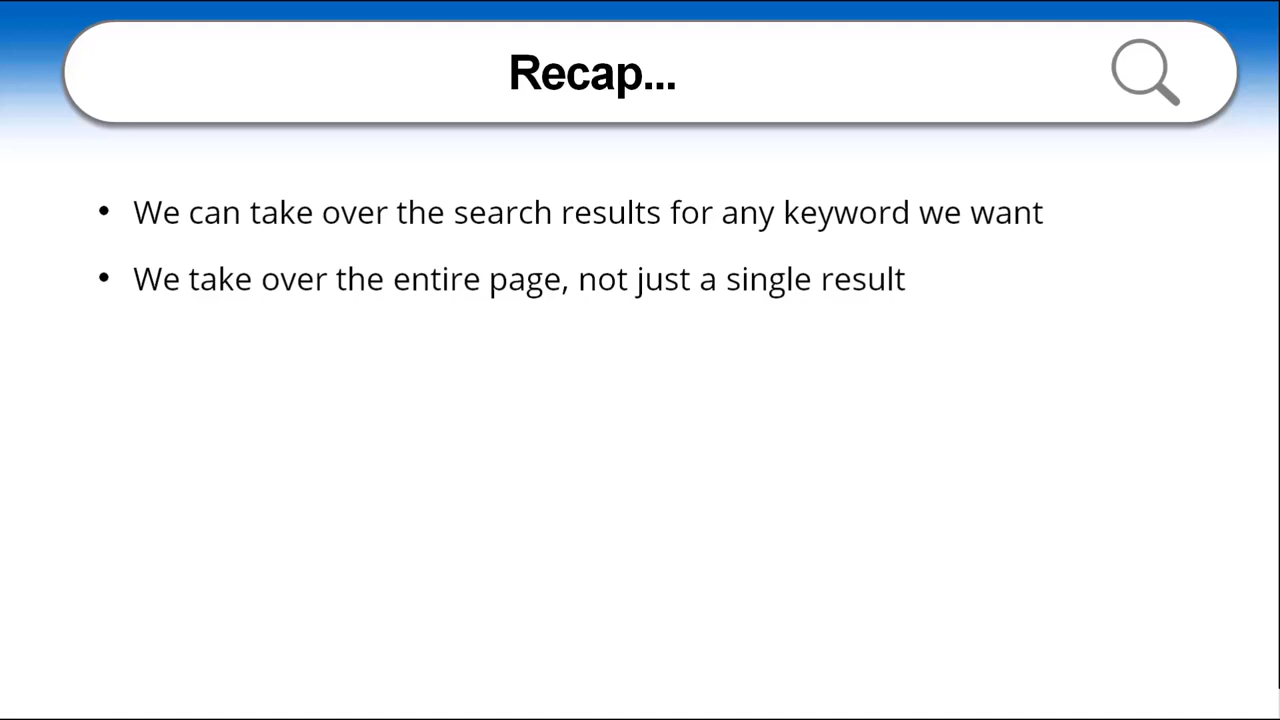 Recap...
• We can take over the search results for any keyword we want
• We take over the entire page, not just a single result